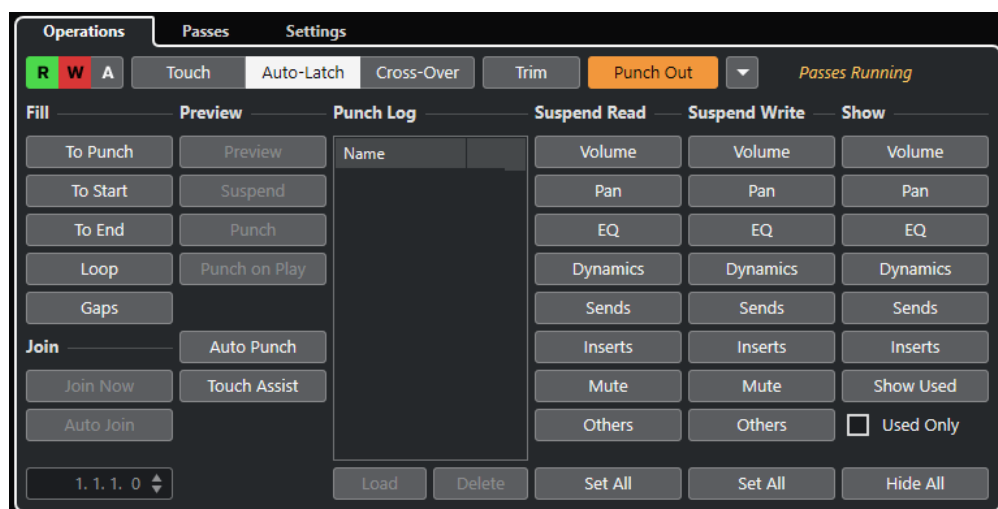 Operations Passes Settings
R W A Touch Auto-Latch Cross-Over Trim Punch Out Passes Running
Fill Preview Punch Log Suspend Read Suspend Write Show
To Punch Preview Name Volume Volume Volume
To Start Suspend Pan Pan Pan
To End Punch EQ EQ EQ
Loop Punch on Play Dynamics Dynamics Dynamics
Gaps Sends Sends Sends
Join Auto Punch Inserts Inserts Inserts
Join Now Touch Assist Mute Mute Show Used
Auto Join Others Others Used Only
1. 1. 1. 0 Load Delete Set All Set All Hide All